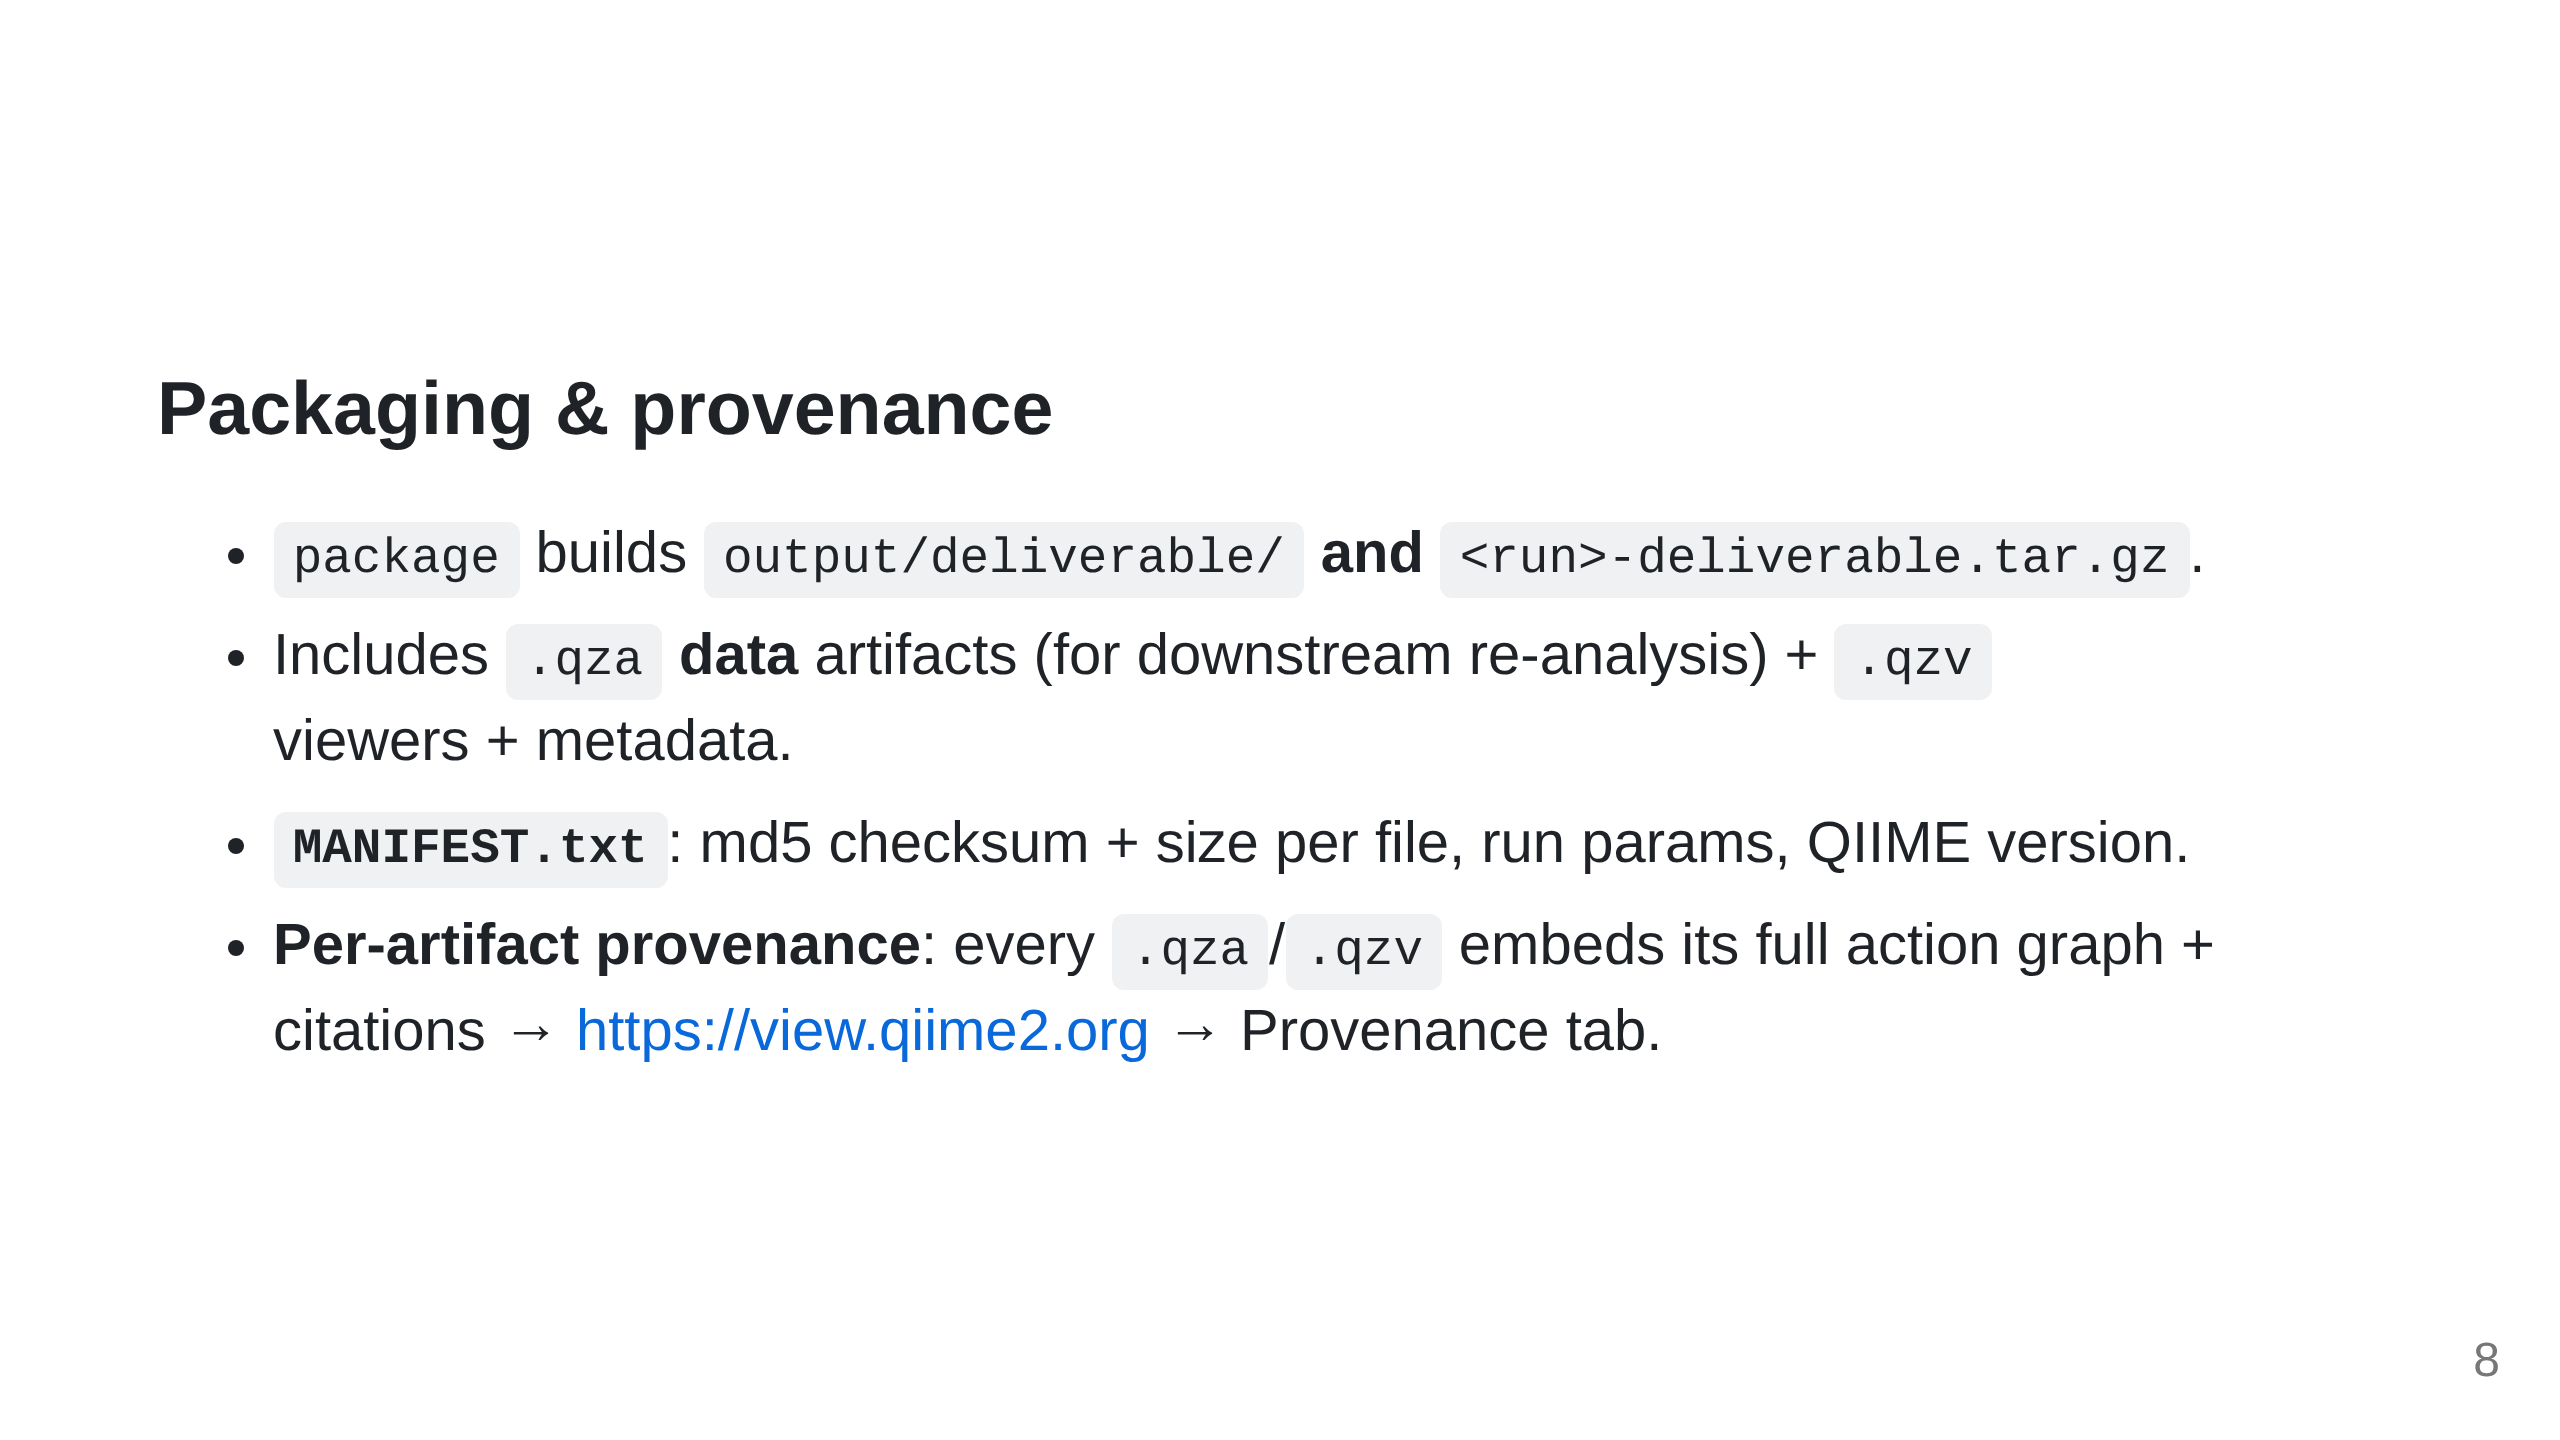 Packaging & provenance
• package builds output/deliverable/ and <run>-deliverable.tar.gz.
• Includes .qza data artifacts (for downstream re-analysis) + .qzv
viewers + metadata.
• MANIFEST.txt: md5 checksum + size per file, run params, QIIME version.
• Per-artifact provenance: every .qza/.qzv embeds its full action graph +
citations → https://view.qiime2.org → Provenance tab.
8